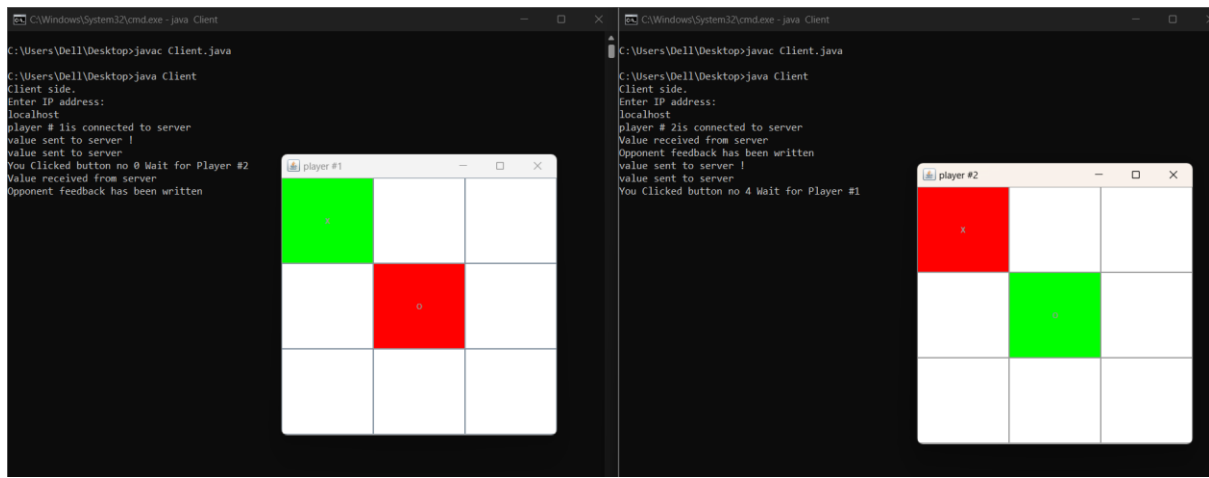 C:\Windows\System32\cmd.exe - java Client
C:\Users\Dell\Desktop>javac Client.java
C:\Users\Dell\Desktop>java Client
Client side.
Enter IP address:
localhost
player # 1is connected to server
value sent to server !
value sent to server
You Clicked button no 0 Wait for Player #2
Value received from server
Opponent feedback has been written
player #1
O
C:\Windows\System32\cmd.exe - java Client
C:\Users\Dell\Desktop>javac Client.java
C:\Users\Dell\Desktop>java Client
Client side.
Enter IP address:
localhost
player # 2is connected to server
Value received from server
Opponent feedback has been written
value sent to server !
value sent to server
You Clicked button no 4 Wait for Player #1
player #2
X